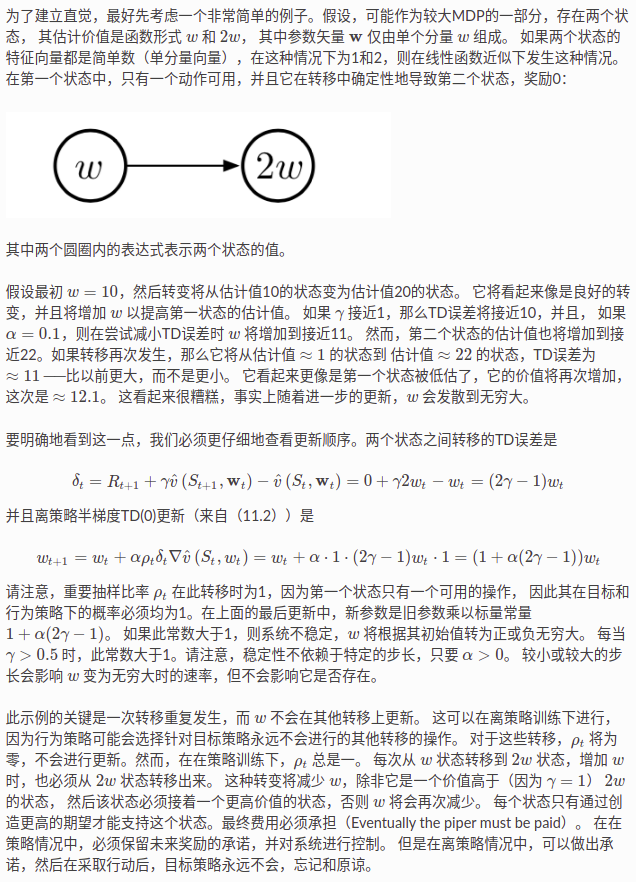 为了建立直觉，最好先考虑一个非常简单的例子。假设，可能作为较大MDP的一部分，存在两个状
态， 其估计价值是函数形式 w 和 2w， 其中参数矢量 w 仅由单个分量 w 组成。 如果两个状态的
特征向量都是简单数（单分量向量），在这种情况下为1和2，则在线性函数近似下发生这种情况。
在第一个状态中，只有一个动作可用，并且它在转移中确定性地导致第二个状态，奖励0：
w
2w
其中两个圆圈内的表达式表示两个状态的值。
假设最初 w = 10，然后转变将从估计值10的状态变为估计值20的状态。 它将看起来像是良好的转
变，并且将增加 w 以提高第一状态的估计值。 如果 γ 接近1，那么TD误差将接近10，并且， 如果
α = 0.1，则在尝试减小TD误差时 w 将增加到接近11。 然而，第二个状态的估计值也将增加到接
近22。如果转移再次发生，那么它将从估计值 ≈ 1 的状态到 估计值 ≈ 22 的状态，TD误差为
≈ 11 ──比以前更大，而不是更小。 它看起来更像是第一个状态被低估了，它的价值将再次增加，
这次是 ≈ 12.1。 这看起来很糟糕，事实上随着进一步的更新，w 会发散到无穷大。
要明确地看到这一点，我们必须更仔细地查看更新顺序。两个状态之间转移的TD误差是
δ_t = R_{t+1} + γv̂ (S_{t+1}, w_t) − v̂ (S_t, w_t) = 0 + γ2w_t − w_t = (2γ − 1)w_t
并且离策略半梯度TD(0)更新（来自（11.2））是
w_{t+1} = w_t + αρ_tδ_t∇v̂ (S_t, w_t) = w_t + α · 1 · (2γ − 1)w_t · 1 = (1 + α(2γ − 1))w_t
请注意，重要抽样比率 ρ_t 在此转移时为1，因为第一个状态只有一个可用的操作， 因此其在目标和
行为策略下的概率必须均为1。在上面的最后更新中，新参数是旧参数乘以标量常量
1 + α(2γ − 1)。 如果此常数大于1，则系统不稳定，w 将根据其初始值转为正或负无穷大。 每当
γ > 0.5 时，此常数大于1。请注意，稳定性不依赖于特定的步长，只要 α > 0。 较小或较大的步
长会影响 w 变为无穷大时的速率，但不会影响它是否存在。
此示例的关键是一次转移重复发生，而 w 不会在其他转移上更新。 这可以在离策略训练下进行，
因为行为策略可能会选择针对目标策略永远不会进行的其他转移的操作。 对于这些转移，ρ_t 将为
零，不会进行更新。然而，在在策略训练下，ρ_t 总是一。 每次从 w 状态转移到 2w 状态，增加 w
时，也必须从 2w 状态转移出来。 这种转变将减少 w，除非它是一个价值高于（因为 γ = 1） 2w
的状态， 然后该状态必须接着一个更高价值的状态，否则 w 将会再次减少。 每个状态只有通过创
造更高的期望才能支持这个状态。最终费用必须承担（Eventually the piper must be paid）。 在在
策略情况中，必须保留未来奖励的承诺，并对系统进行控制。 但是在离策略情况中，可以做出承
诺，然后在采取行动后，目标策略永远不会，忘记和原谅。